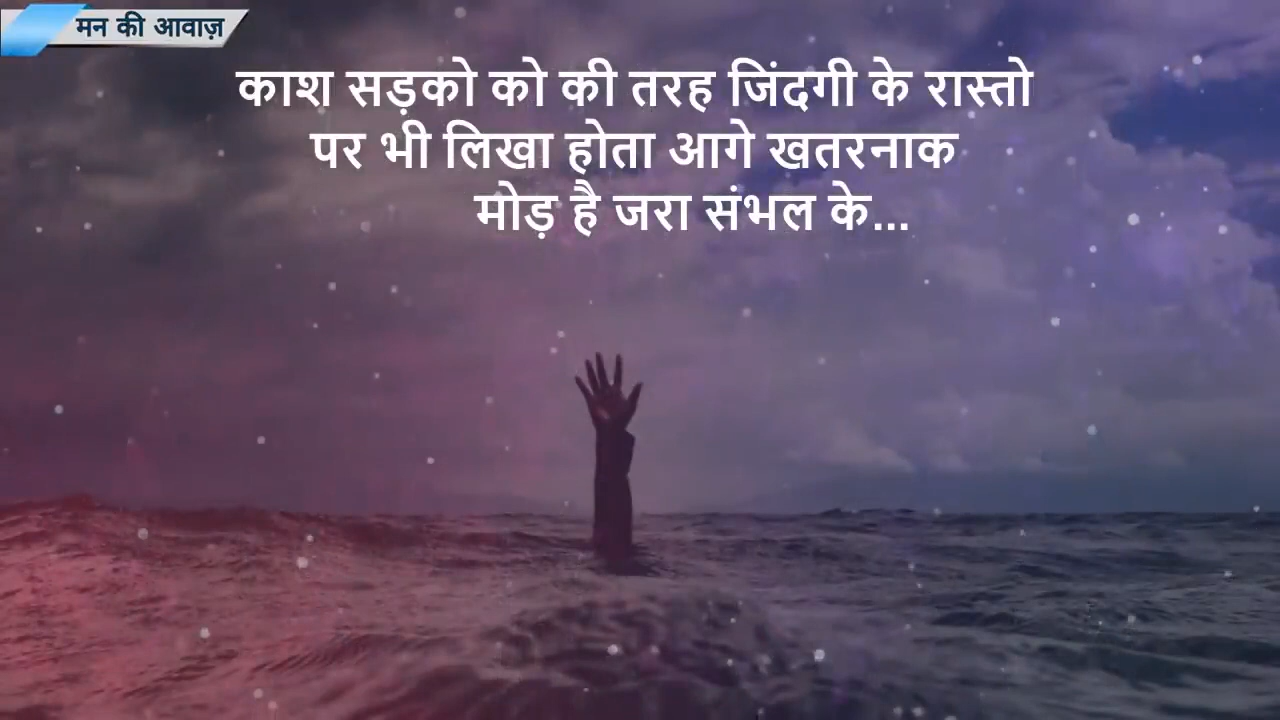 मन की आवाज़
काश सड़को को की तरह जिंदगी के रास्तो
पर भी लिखा होता आगे खतरनाक
मोड़ है जरा संभल के...